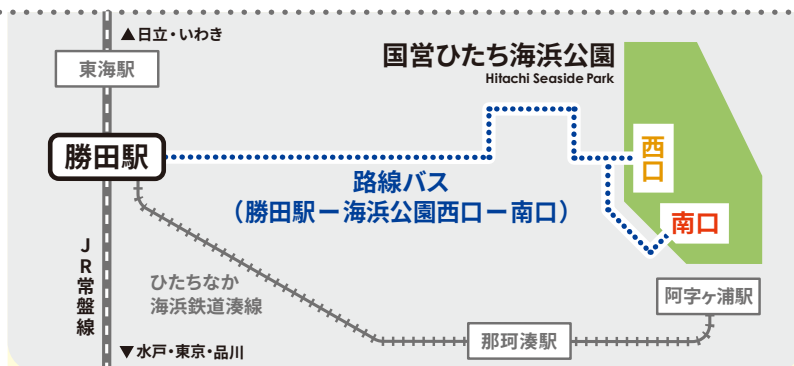 ▲日立・いわき
東海駅
国営ひたち海浜公園
Hitachi Seaside Park
勝田駅
西口
路線バス
（勝田駅ー海浜公園西口ー南口）
南口
JR常盤線
ひたちなか
海浜鉄道湊線
阿字ヶ浦駅
那珂湊駅
▼水戸・東京・品川